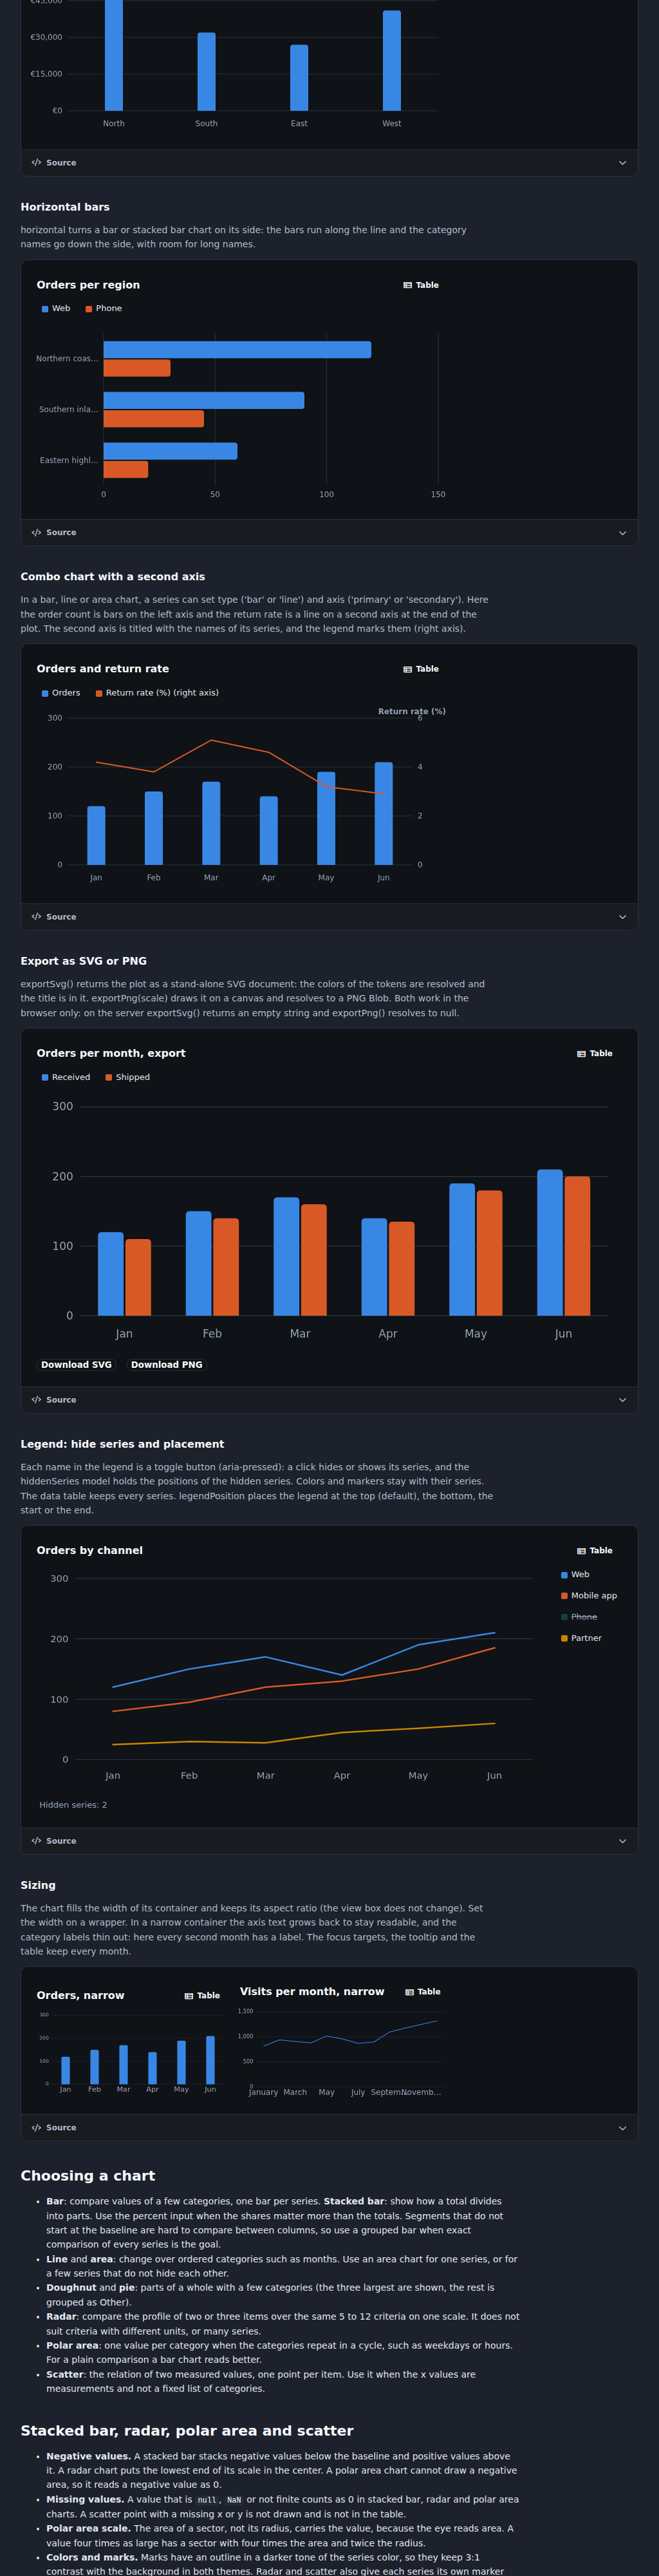 €45,000
€30,000
€15,000
€0
North South East West
Source
Horizontal bars
horizontal turns a bar or stacked bar chart on its side: the bars run along the line and the category
names go down the side, with room for long names.
Orders per region
Table
Web Phone
Northern coas…
Southern inla…
Eastern highl…
0 50 100 150
Source
Combo chart with a second axis
In a bar, line or area chart, a series can set type ('bar' or 'line') and axis ('primary' or 'secondary'). Here
the order count is bars on the left axis and the return rate is a line on a second axis at the end of the
plot. The second axis is titled with the names of its series, and the legend marks them (right axis).
Orders and return rate
Table
Orders Return rate (%) (right axis)
Return rate (%)
300 6
200 4
100 2
0 0
Jan Feb Mar Apr May Jun
Source
Export as SVG or PNG
exportSvg() returns the plot as a stand-alone SVG document: the colors of the tokens are resolved and
the title is in it. exportPng(scale) draws it on a canvas and resolves to a PNG Blob. Both work in the
browser only: on the server exportSvg() returns an empty string and exportPng() resolves to null.
Orders per month, export
Table
Received Shipped
300
200
100
0
Jan Feb Mar Apr May Jun
Download SVG Download PNG
Source
Legend: hide series and placement
Each name in the legend is a toggle button (aria-pressed): a click hides or shows its series, and the
hiddenSeries model holds the positions of the hidden series. Colors and markers stay with their series.
The data table keeps every series. legendPosition places the legend at the top (default), the bottom, the
start or the end.
Orders by channel
Table
Web
Mobile app
Phone
Partner
300
200
100
0
Jan Feb Mar Apr May Jun
Hidden series: 2
Source
Sizing
The chart fills the width of its container and keeps its aspect ratio (the view box does not change). Set
the width on a wrapper. In a narrow container the axis text grows back to stay readable, and the
category labels thin out: here every second month has a label. The focus targets, the tooltip and the
table keep every month.
Orders, narrow
Table
300
200
100
0
Jan Feb Mar Apr May Jun
Visits per month, narrow
Table
1,500
1,000
500
0
January March May July Septem… Novemb…
Source
Choosing a chart
• Bar: compare values of a few categories, one bar per series. Stacked bar: show how a total divides
into parts. Use the percent input when the shares matter more than the totals. Segments that do not
start at the baseline are hard to compare between columns, so use a grouped bar when exact
comparison of every series is the goal.
• Line and area: change over ordered categories such as months. Use an area chart for one series, or for
a few series that do not hide each other.
• Doughnut and pie: parts of a whole with a few categories (the three largest are shown, the rest is
grouped as Other).
• Radar: compare the profile of two or three items over the same 5 to 12 criteria on one scale. It does not
suit criteria with different units, or many series.
• Polar area: one value per category when the categories repeat in a cycle, such as weekdays or hours.
For a plain comparison a bar chart reads better.
• Scatter: the relation of two measured values, one point per item. Use it when the x values are
measurements and not a fixed list of categories.
Stacked bar, radar, polar area and scatter
• Negative values. A stacked bar stacks negative values below the baseline and positive values above
it. A radar chart puts the lowest end of its scale in the center. A polar area chart cannot draw a negative
area, so it reads a negative value as 0.
• Missing values. A value that is null, NaN or not finite counts as 0 in stacked bar, radar and polar area
charts. A scatter point with a missing x or y is not drawn and is not in the table.
• Polar area scale. The area of a sector, not its radius, carries the value, because the eye reads area. A
value four times as large has a sector with four times the area and twice the radius.
• Colors and marks. Marks have an outline in a darker tone of the series color, so they keep 3:1
contrast with the background in both themes. Radar and scatter also give each series its own marker